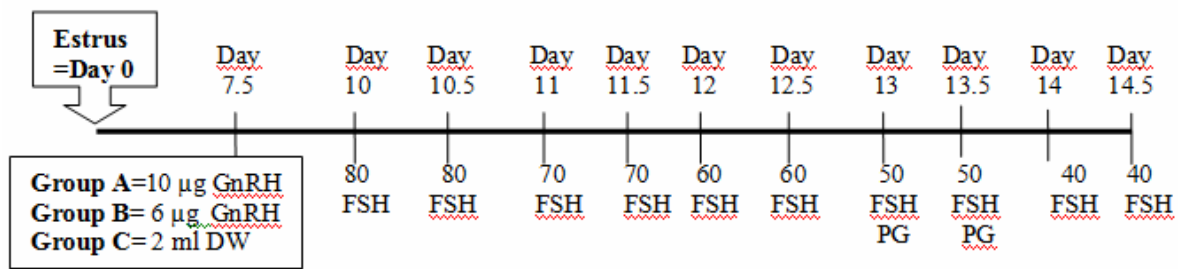 Estrus
=Day 0
Day Day Day Day Day Day Day Day Day Day Day
7.5 10 10.5 11 11.5 12 12.5 13 13.5 14 14.5
Group A=10 µg GnRH
Group B= 6 µg GnRH
Group C= 2 ml DW
80 80 70 70 60 60 50 50 40 40
FSH FSH FSH FSH FSH FSH FSH FSH FSH FSH
PG PG